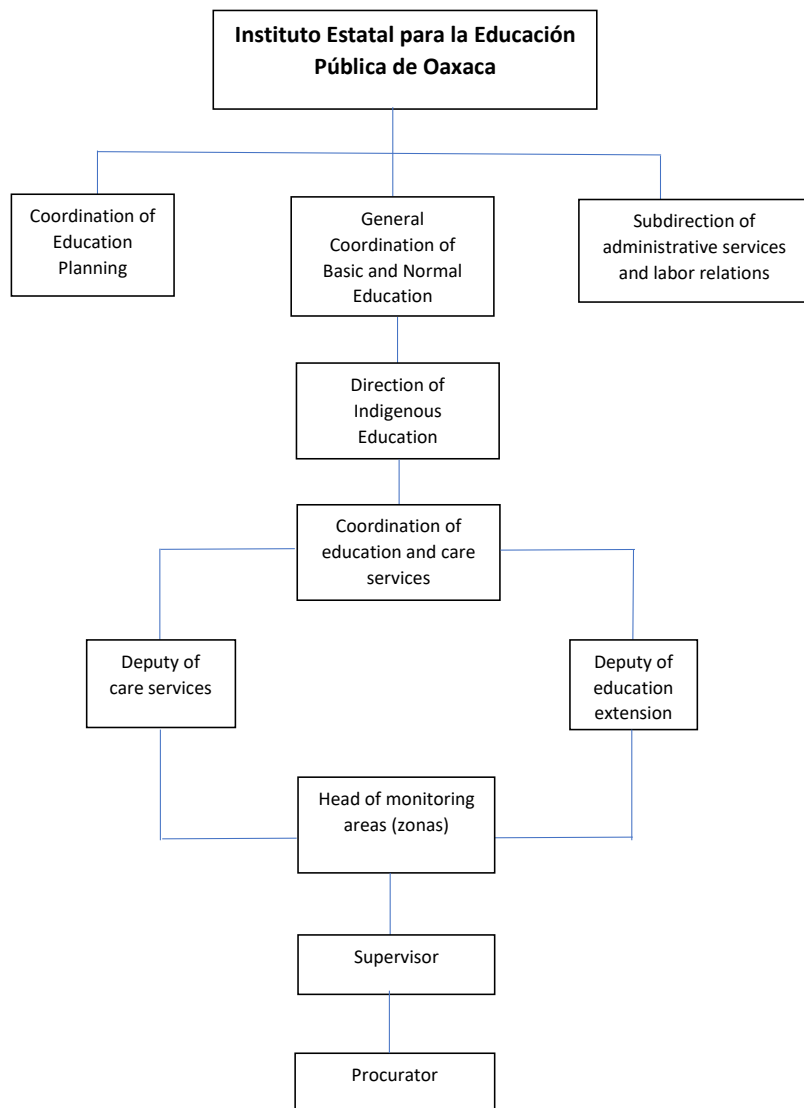 Instituto Estatal para la Educación
Pública de Oaxaca
Coordination of
Education
Planning
General
Coordination of
Basic and Normal
Education
Subdirection of
administrative services
and labor relations
Direction of
Indigenous
Education
Coordination of
education and care
services
Deputy of
care services
Deputy of
education
extension
Head of monitoring
areas (zonas)
Supervisor
Procurator